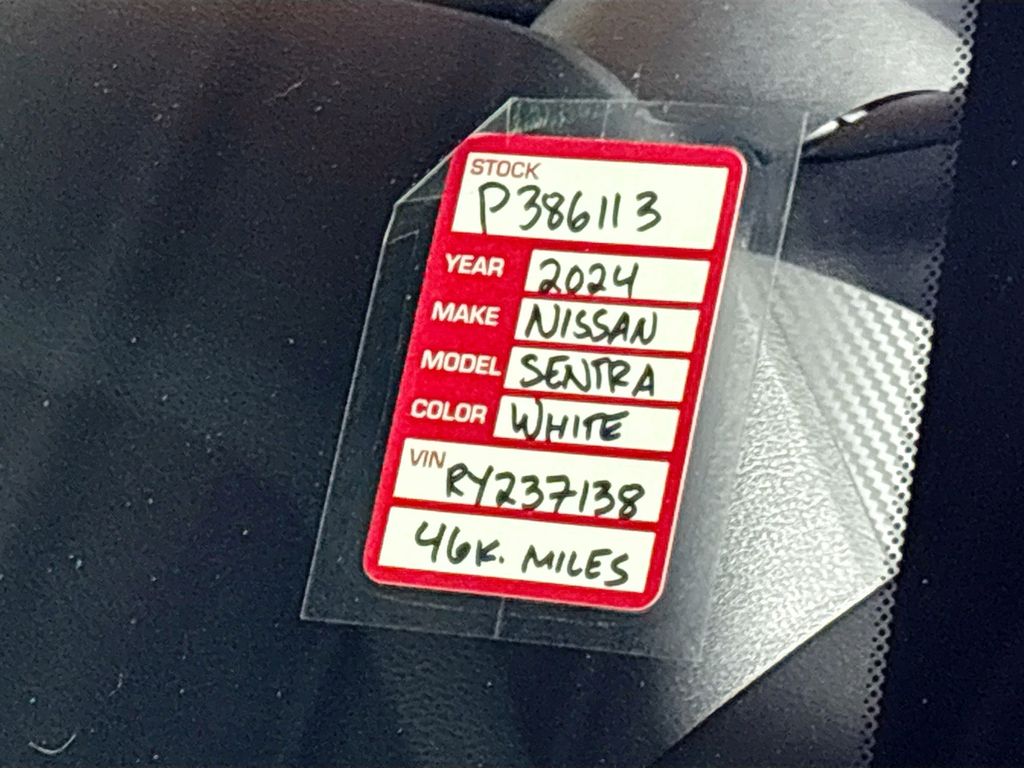 STOCK
P386113
YEAR 2024
MAKE NISSAN
MODEL SENTRA
COLOR WHITE
VIN RY237138
46K. MILES